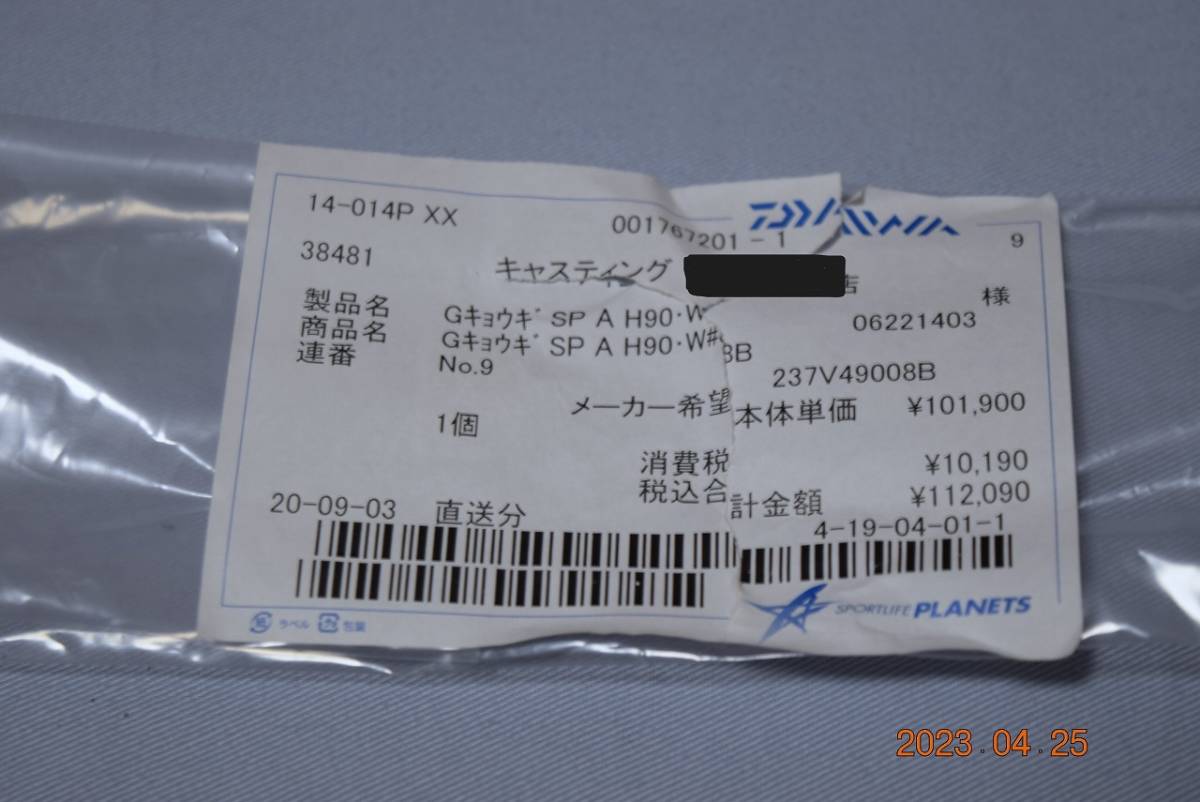 14-014P XX
001767201-1
DAIWA
9
38481
キャスティング
店
様
製品名 Gキョウギ SP A H90・W
06221403
商品名 Gキョウギ SP A H90・W#
8B
連番 No.9
237V49008B
メーカー希望本体単価 ¥101,900
1個
消費税 ¥10,190
税込合計金額 ¥112,090
20-09-03 直送分
4-19-04-01-1
SPORTLIFE PLANETS
ラベル 包装
2023.04.25